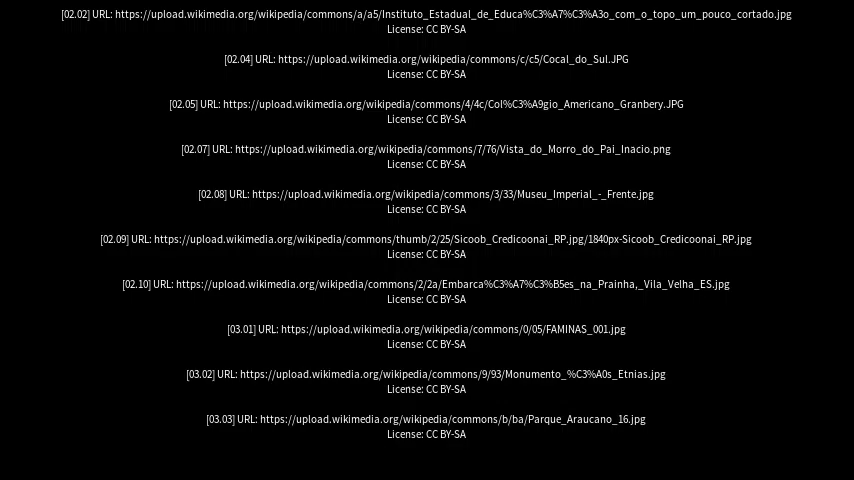 [02.02] URL: https://upload.wikimedia.org/wikipedia/commons/a/a5/Instituto_Estadual_de_Educa%C3%A7%C3%A3o_com_o_topo_um_pouco_cortado.jpg
License: CC BY-SA
[02.04] URL: https://upload.wikimedia.org/wikipedia/commons/c/c5/Cocal_do_Sul.JPG
License: CC BY-SA
[02.05] URL: https://upload.wikimedia.org/wikipedia/commons/4/4c/Col%C3%A9gio_Americano_Granbery.JPG
License: CC BY-SA
[02.07] URL: https://upload.wikimedia.org/wikipedia/commons/7/76/Vista_do_Morro_do_Pai_Inacio.png
License: CC BY-SA
[02.08] URL: https://upload.wikimedia.org/wikipedia/commons/3/33/Museu_Imperial_-_Frente.jpg
License: CC BY-SA
[02.09] URL: https://upload.wikimedia.org/wikipedia/commons/thumb/2/25/Sicoob_Credicoonai_RP.jpg/1840px-Sicoob_Credicoonai_RP.jpg
License: CC BY-SA
[02.10] URL: https://upload.wikimedia.org/wikipedia/commons/2/2a/Embarca%C3%A7%C3%B5es_na_Prainha,_Vila_Velha_ES.jpg
License: CC BY-SA
[03.01] URL: https://upload.wikimedia.org/wikipedia/commons/0/05/FAMINAS_001.jpg
License: CC BY-SA
[03.02] URL: https://upload.wikimedia.org/wikipedia/commons/9/93/Monumento_%C3%A0s_Etnias.jpg
License: CC BY-SA
[03.03] URL: https://upload.wikimedia.org/wikipedia/commons/b/ba/Parque_Araucano_16.jpg
License: CC BY-SA